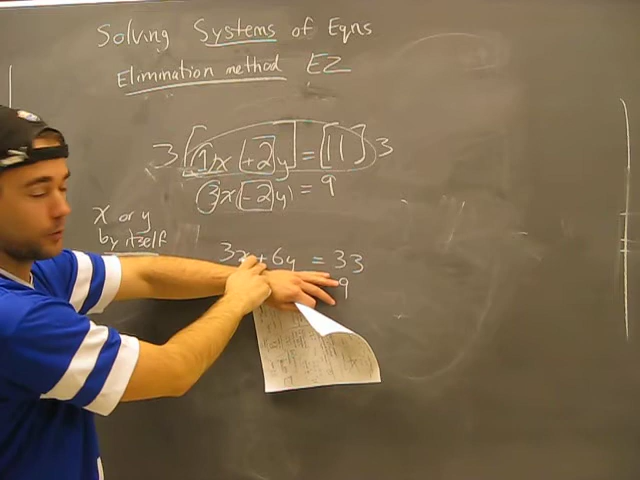 Solving Systems of Eqns
Elimination method EZ
3[1x+2y]=[11]3
3x-2y=9
x or y
by itself
3x+6y=33
9